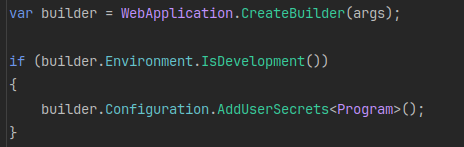 var builder = WebApplication.CreateBuilder(args);
if (builder.Environment.IsDevelopment())
{
    builder.Configuration.AddUserSecrets<Program>();
}